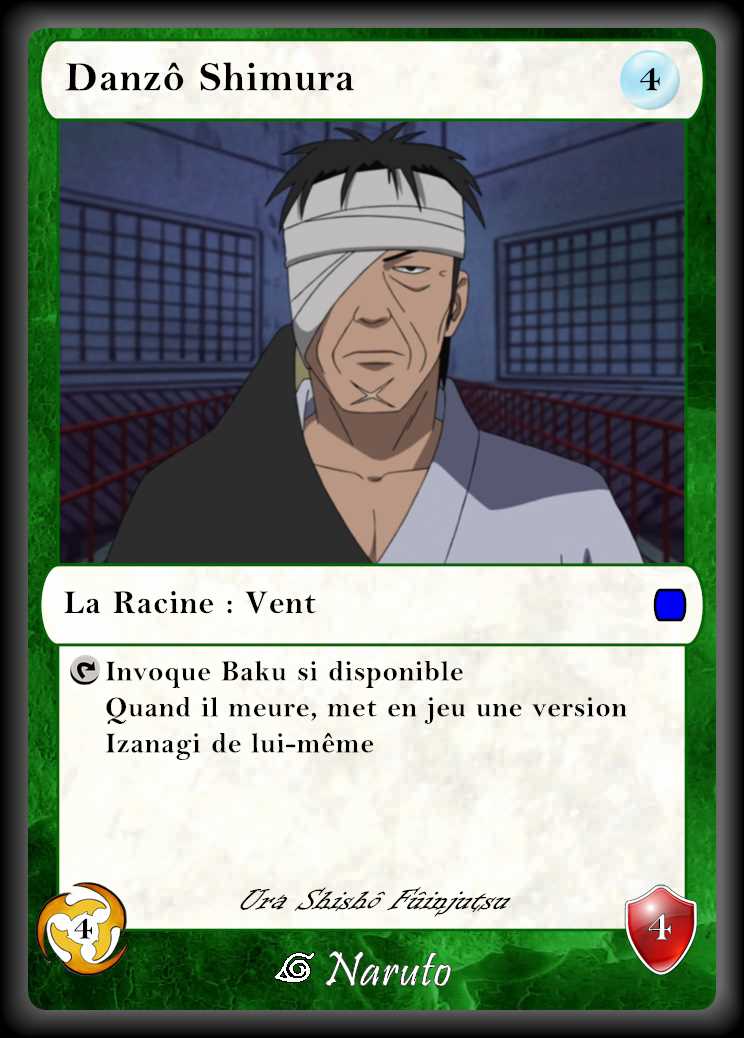 Danzô Shimura
4
La Racine : Vent
Invoque Baku si disponible
Quand il meure, met en jeu une version
Izanagi de lui-même
Ura Shishô Fûinjutsu
4
4
Naruto